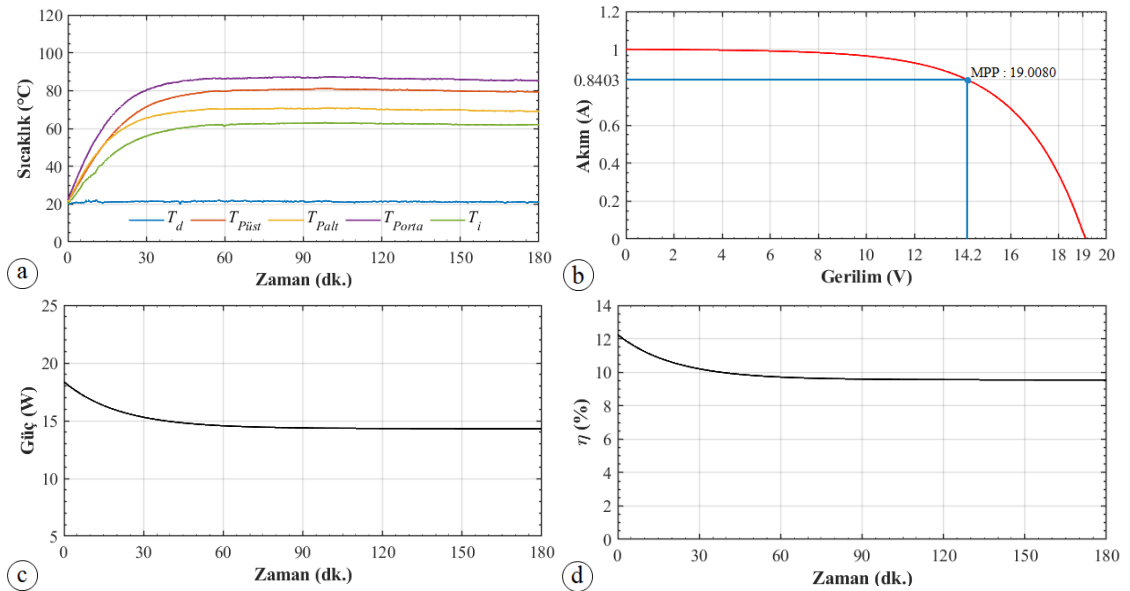 120
100
80
60
40
20
0
Sıcaklık (°C)
T_d T_Püst T_Palt T_Porta T_i
0 30 60 90 120 150 180
Zaman (dk.)
a
1.2
1
0.8403
0.6
0.4
0.2
0
Akım (A)
MPP : 19.0080
0 2 4 6 8 10 12 14.2 16 18 19 20
Gerilim (V)
b
25
20
15
10
5
Güç (W)
0 30 60 90 120 150 180
Zaman (dk.)
c
14
12
10
8
6
4
2
0
η (%)
0 30 60 90 120 150 180
Zaman (dk.)
d